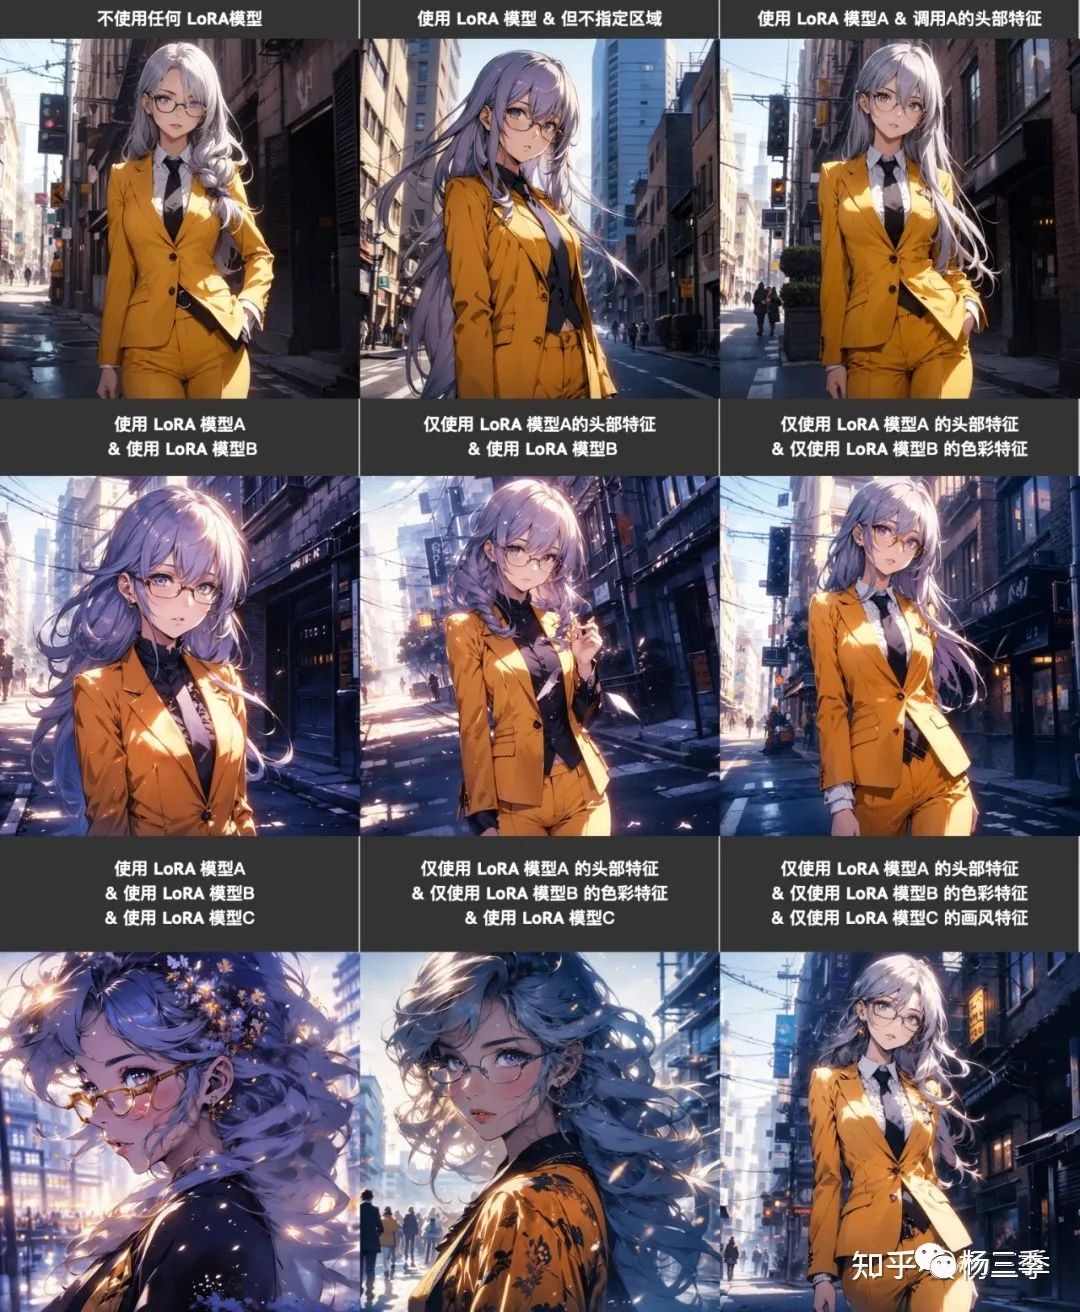 不使用任何 LoRA模型
使用 LoRA 模型 & 但不指定区域
使用 LoRA 模型A & 调用A的头部特征
使用 LoRA 模型A
& 使用 LoRA 模型B
仅使用 LoRA 模型A的头部特征
& 使用 LoRA 模型B
仅使用 LoRA 模型A 的头部特征
& 仅使用 LoRA 模型B 的色彩特征
使用 LoRA 模型A
& 使用 LoRA 模型B
& 使用 LoRA 模型C
仅使用 LoRA 模型A 的头部特征
& 仅使用 LoRA 模型B 的色彩特征
& 使用 LoRA 模型C
仅使用 LoRA 模型A 的头部特征
& 仅使用 LoRA 模型B 的色彩特征
& 仅使用 LoRA 模型C 的画风特征
知乎 @杨三季